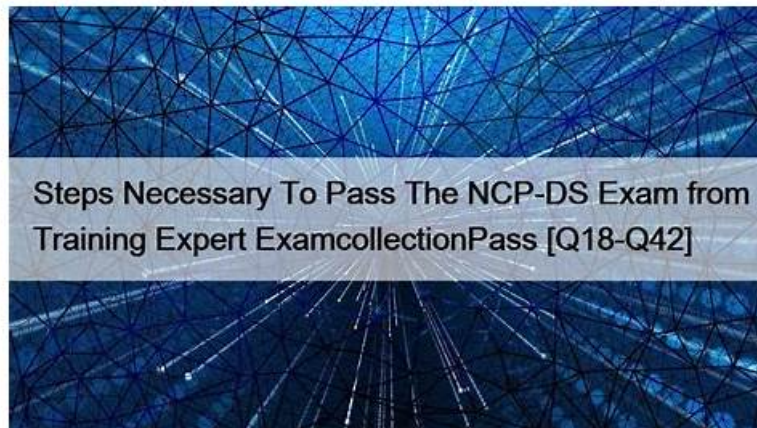 Steps Necessary To Pass The NCP-DS Exam from
Training Expert ExamcollectionPass [Q18-Q42]